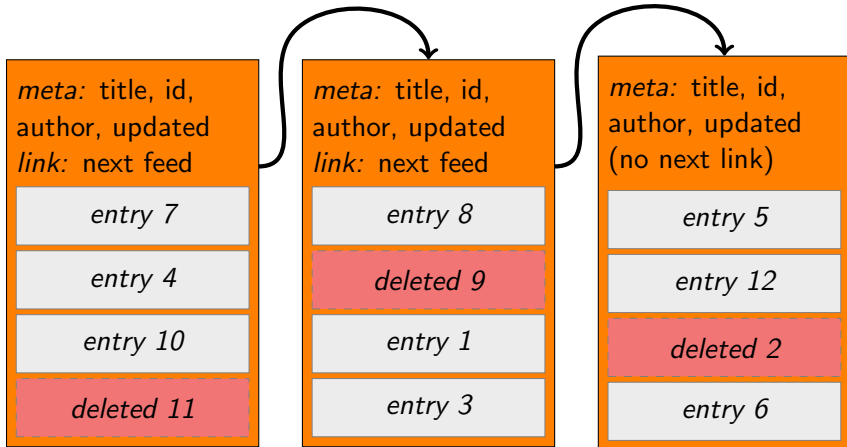 meta: title, id,
author, updated
link: next feed
entry 7
entry 4
entry 10
deleted 11
meta: title, id,
author, updated
link: next feed
entry 8
deleted 9
entry 1
entry 3
meta: title, id,
author, updated
(no next link)
entry 5
entry 12
deleted 2
entry 6